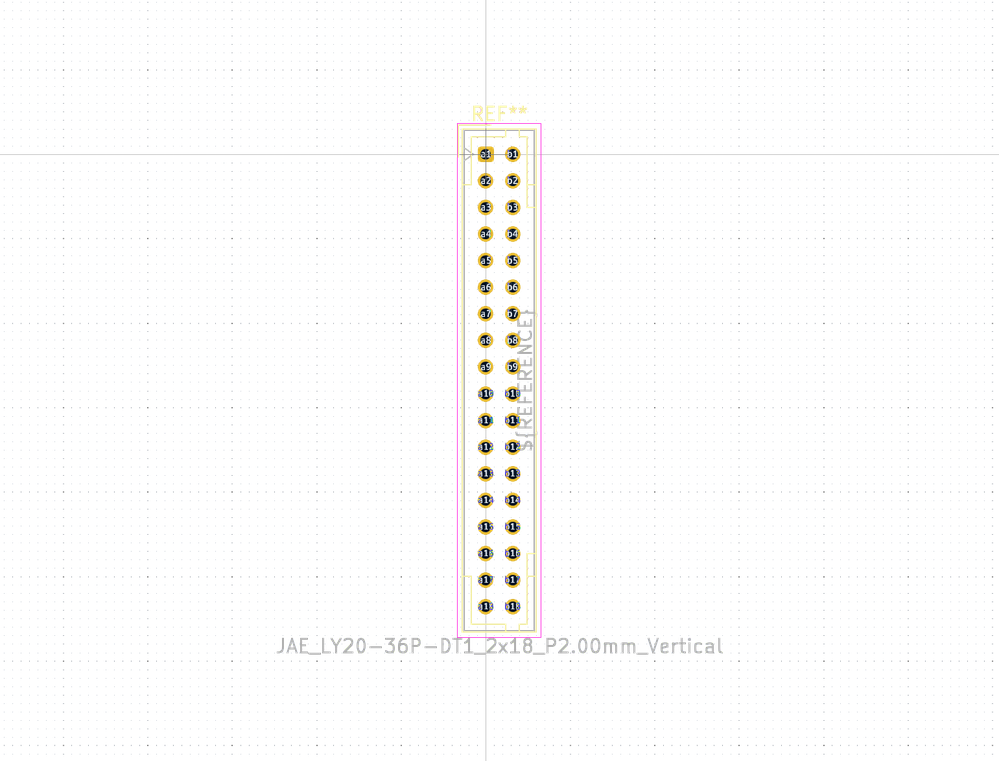 REF**
a1 b1
a2 b2
a3 b3
a4 b4
a5 b5
a6 b6
a7 b7
a8 b8
a9 b9
a10 b10
a11 b11
a12 b12
a13 b13
a14 b14
a15 b15
a16 b16
a17 b17
a18 b18
${REFERENCE}
JAE_LY20-36P-DT1_2x18_P2.00mm_Vertical